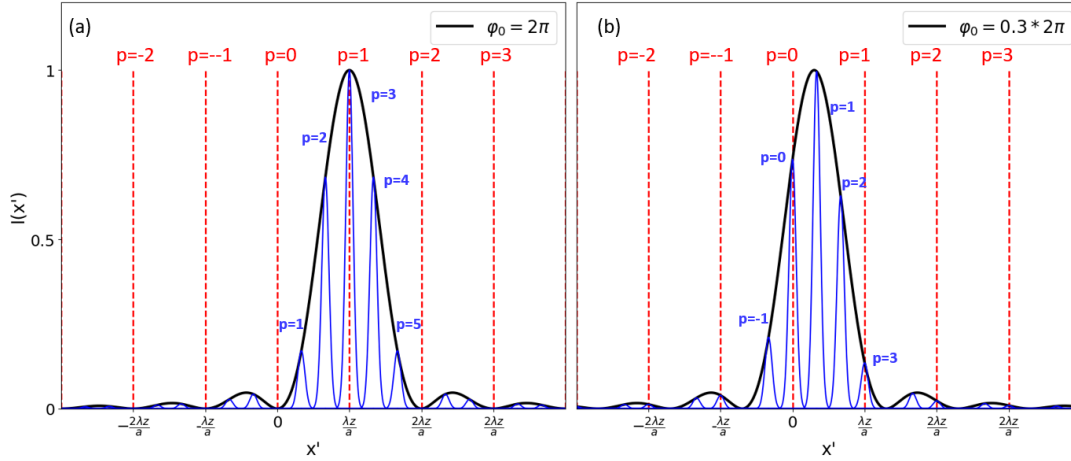 (a)
φ₀ = 2π
p=-2 p=--1 p=0 p=1 p=2 p=3
p=3
p=2
p=4
p=1
p=5
I(x')
1
0.5
0
-2λz/a -λz/a 0 λz/a 2λz/a 2λz/a
x'
(b)
φ₀ = 0.3 * 2π
p=-2 p=--1 p=0 p=1 p=2 p=3
p=1
p=0
p=2
p=-1
p=3
-2λz/a -λz/a 0 λz/a 2λz/a 2λz/a
x'